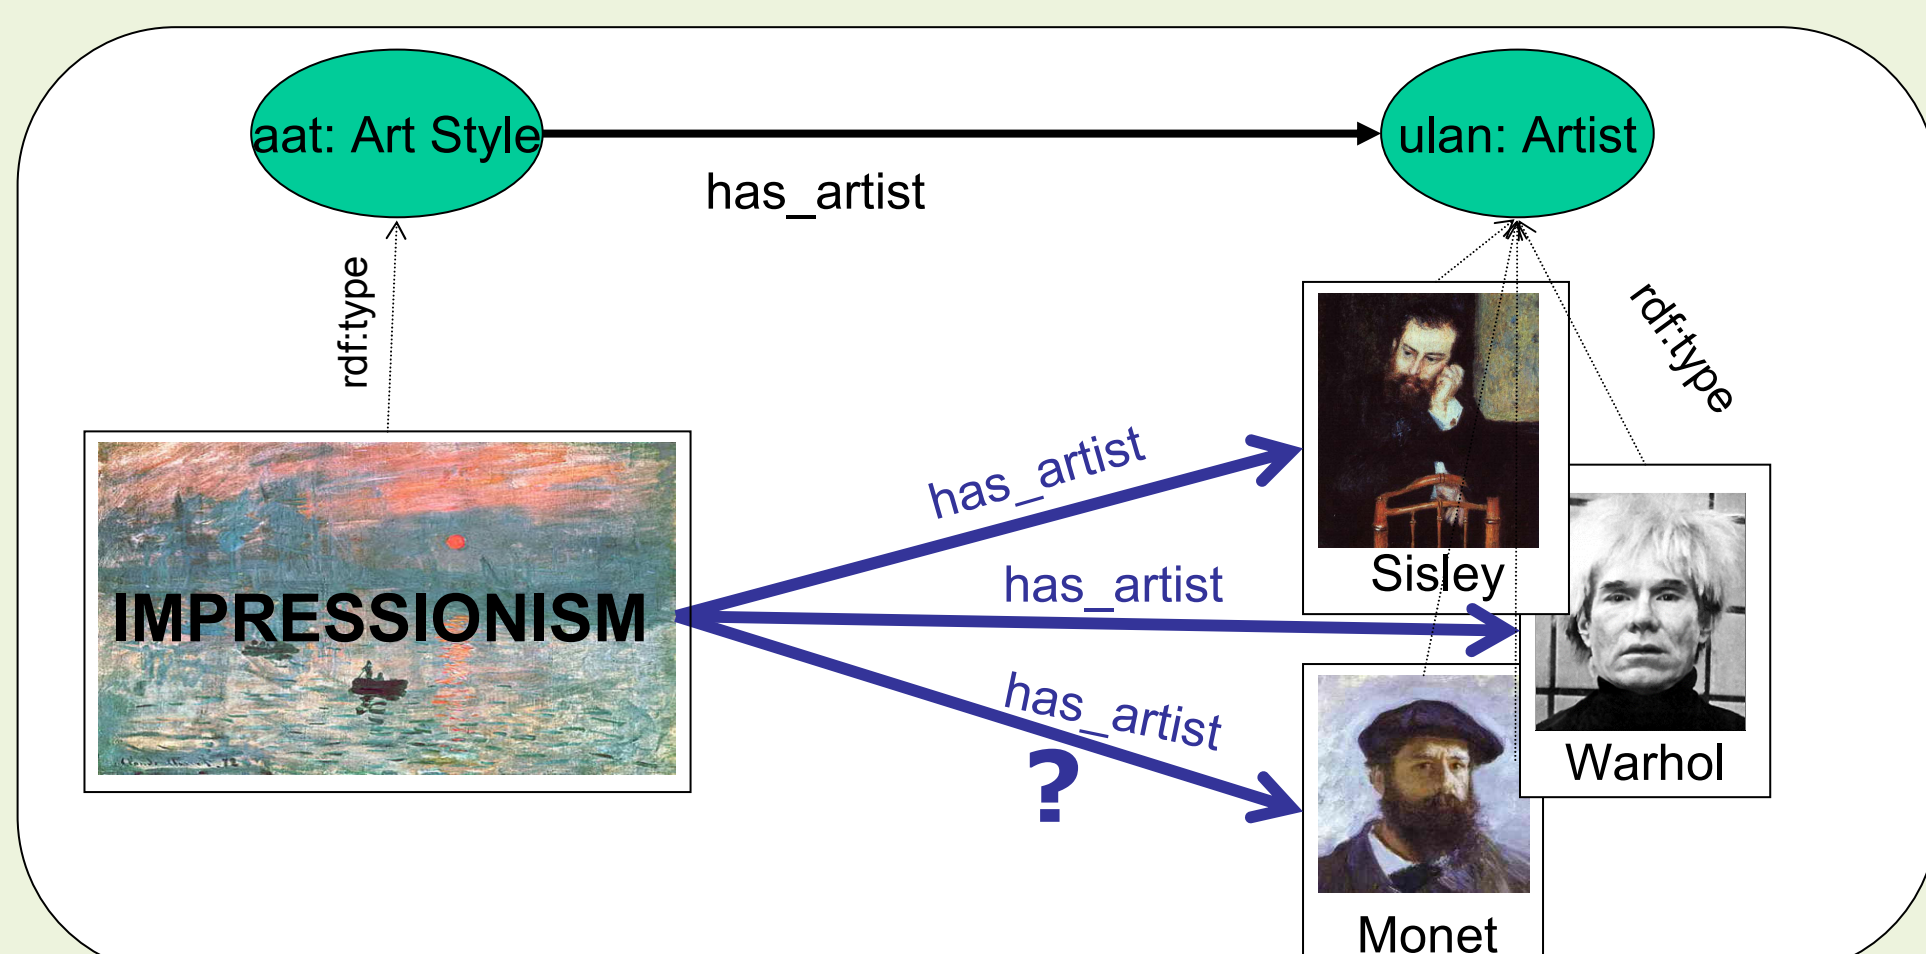 aat: Art Style
ulan: Artist
has_artist
rdf:type
rdf:type
has_artist
Sisley
has_artist
IMPRESSIONISM
has_artist
?
Warhol
Monet